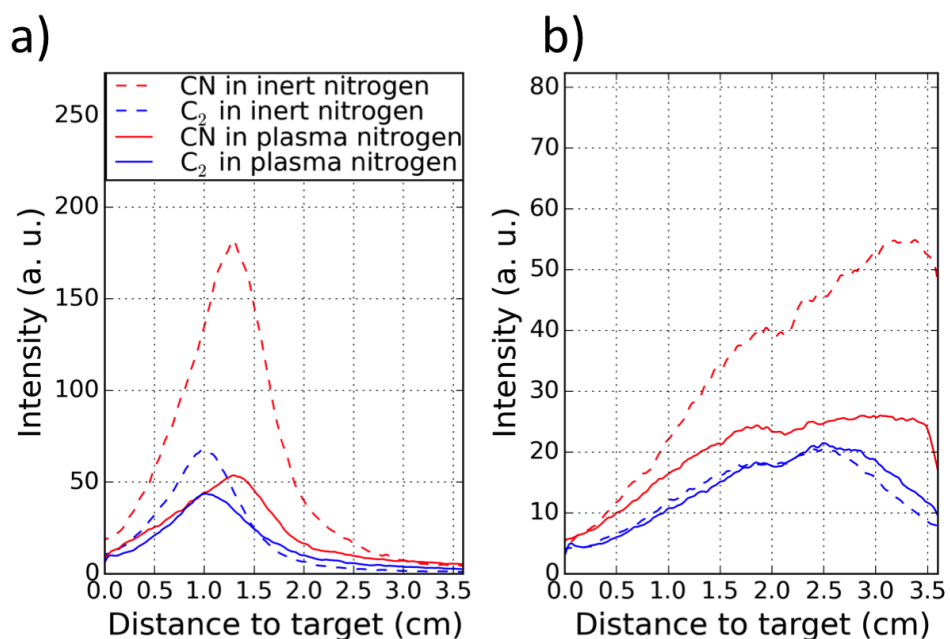 a)
CN in inert nitrogen
C₂ in inert nitrogen
CN in plasma nitrogen
C₂ in plasma nitrogen
Intensity (a. u.)
250
200
150
100
50
0
0.0 0.5 1.0 1.5 2.0 2.5 3.0 3.5
Distance to target (cm)
b)
Intensity (a. u.)
80
70
60
50
40
30
20
10
0
0.0 0.5 1.0 1.5 2.0 2.5 3.0 3.5
Distance to target (cm)